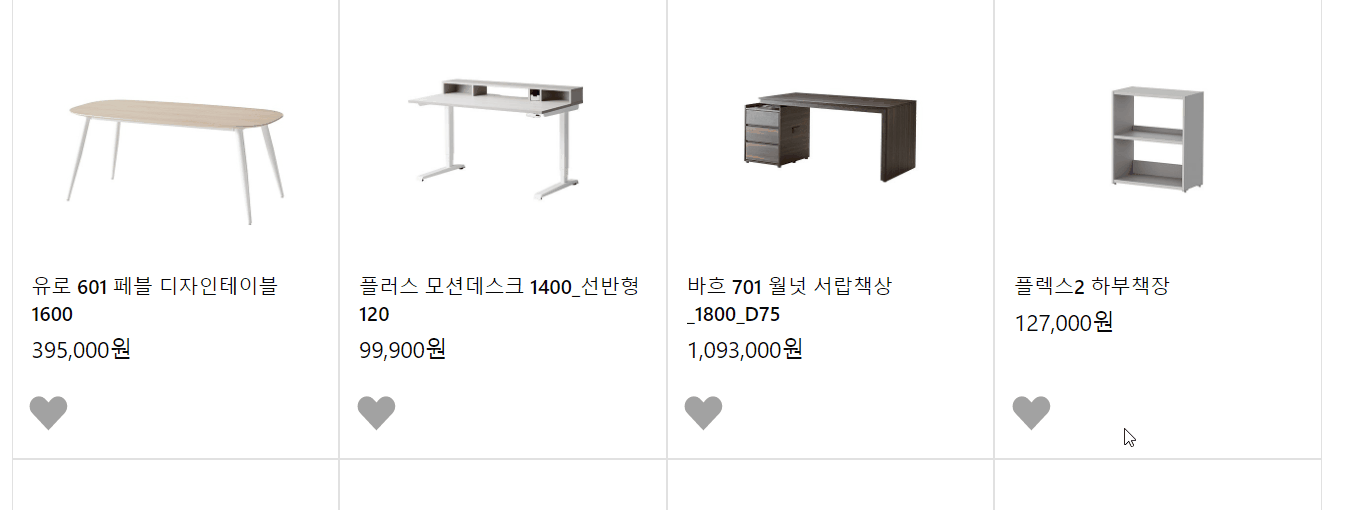 유로 601 페블 디자인테이블
1600
395,000원
플러스 모션데스크 1400_선반형
120
99,900원
바흐 701 월넛 서랍책상
_1800_D75
1,093,000원
플렉스2 하부책장
127,000원